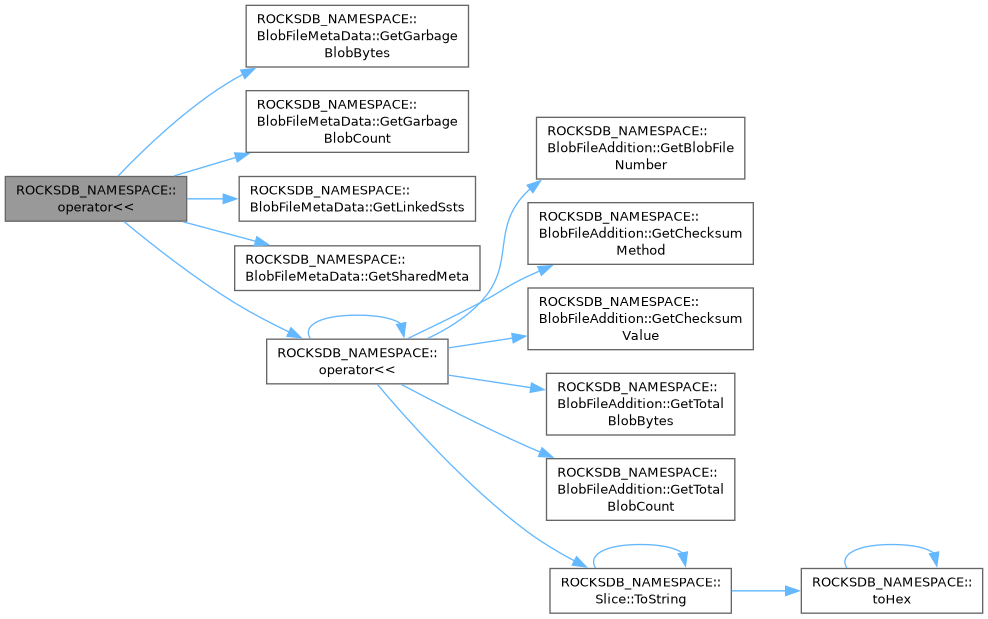 ROCKSDB_NAMESPACE::
operator<<
ROCKSDB_NAMESPACE::
BlobFileMetaData::GetGarbage
BlobBytes
ROCKSDB_NAMESPACE::
BlobFileMetaData::GetGarbage
BlobCount
ROCKSDB_NAMESPACE::
BlobFileMetaData::GetLinkedSsts
ROCKSDB_NAMESPACE::
BlobFileMetaData::GetSharedMeta
ROCKSDB_NAMESPACE::
operator<<
ROCKSDB_NAMESPACE::
BlobFileAddition::GetBlobFile
Number
ROCKSDB_NAMESPACE::
BlobFileAddition::GetChecksum
Method
ROCKSDB_NAMESPACE::
BlobFileAddition::GetChecksum
Value
ROCKSDB_NAMESPACE::
BlobFileAddition::GetTotal
BlobBytes
ROCKSDB_NAMESPACE::
BlobFileAddition::GetTotal
BlobCount
ROCKSDB_NAMESPACE::
Slice::ToString
ROCKSDB_NAMESPACE::
toHex